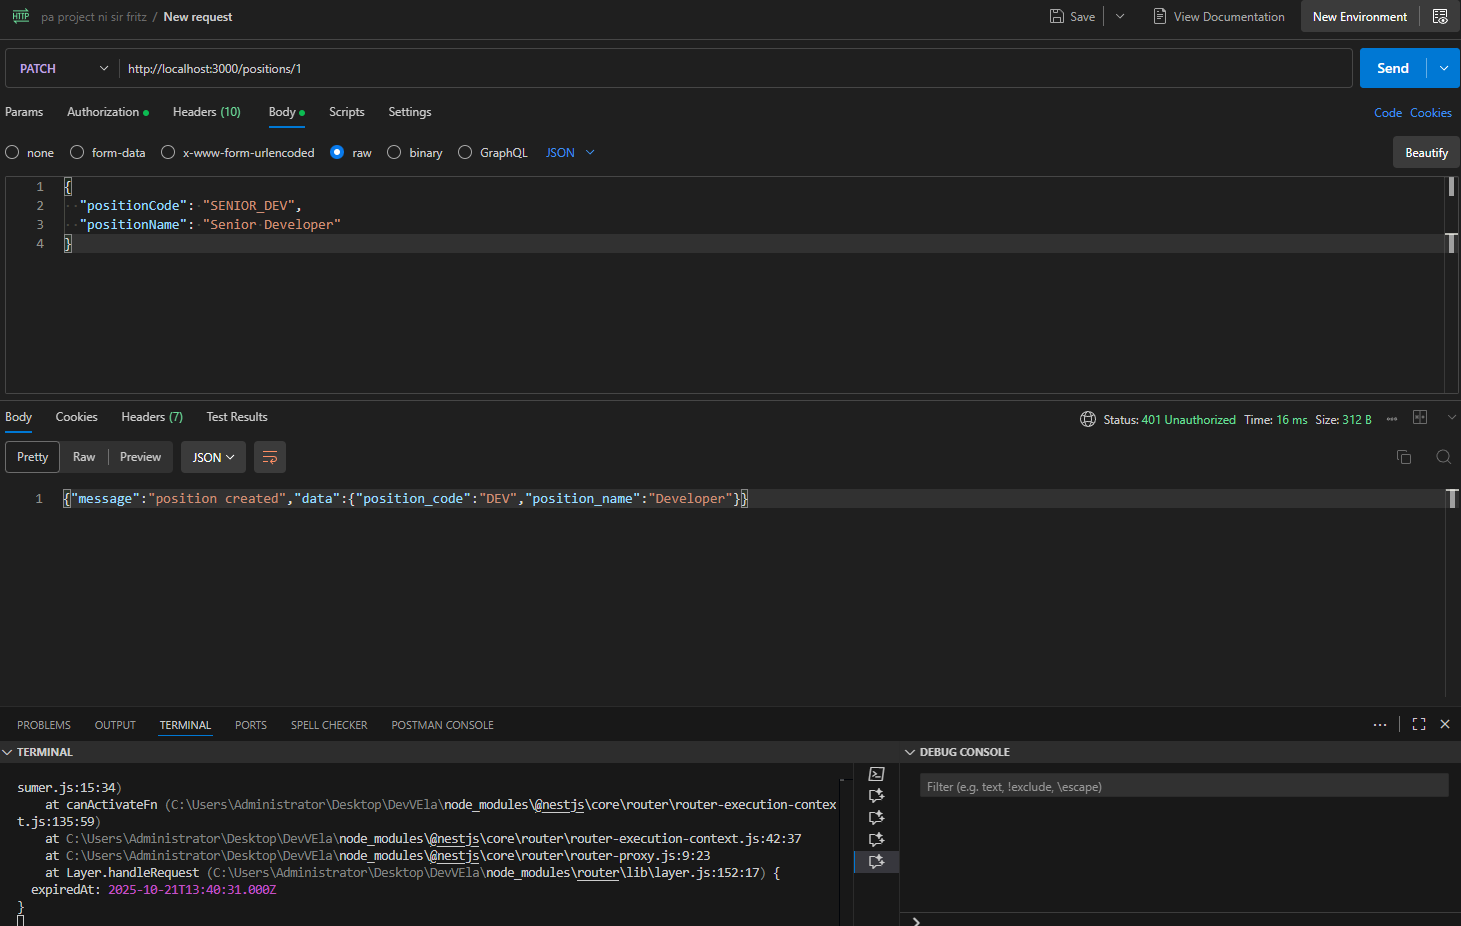 HTTP pa project ni sir fritz / New request Save View Documentation New Environment
PATCH http://localhost:3000/positions/1 Send
Params Authorization Headers (10) Body Scripts Settings Code Cookies
none form-data x-www-form-urlencoded raw binary GraphQL JSON Beautify
1 {
2 "positionCode": "SENIOR_DEV",
3 "positionName": "Senior Developer"
4 }
Body Cookies Headers (7) Test Results Status: 401 Unauthorized Time: 16 ms Size: 312 B
Pretty Raw Preview JSON
1 {"message":"position created","data":{"position_code":"DEV","position_name":"Developer"}}
PROBLEMS OUTPUT TERMINAL PORTS SPELL CHECKER POSTMAN CONSOLE
TERMINAL
sumer.js:15:34)
at canActivateFn (C:\Users\Administrator\Desktop\DevVEla\node_modules\@nestjs\core\router\router-execution-contex
t.js:135:59)
at C:\Users\Administrator\Desktop\DevVEla\node_modules\@nestjs\core\router\router-execution-context.js:42:37
at C:\Users\Administrator\Desktop\DevVEla\node_modules\@nestjs\core\router\router-proxy.js:9:23
at Layer.handleRequest (C:\Users\Administrator\Desktop\DevVEla\node_modules\router\lib\layer.js:152:17) {
expiredAt: 2025-10-21T13:40:31.000Z
}
DEBUG CONSOLE
Filter (e.g. text, !exclude, \escape)